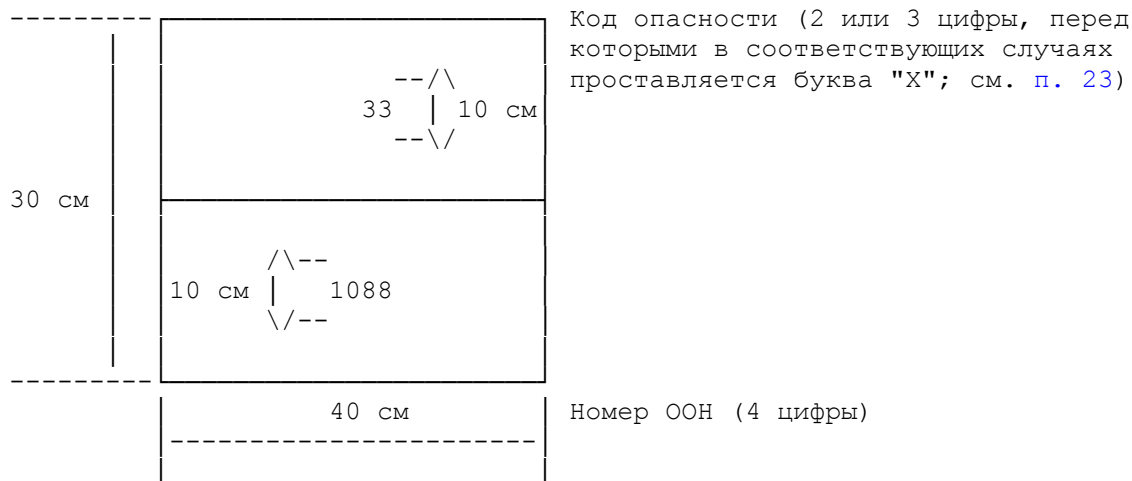 Код опасности (2 или 3 цифры, перед
которыми в соответствующих случаях
проставляется буква "X"; см. п. 23)
33 10 см
30 см
10 см 1088
40 см Номер ООН (4 цифры)